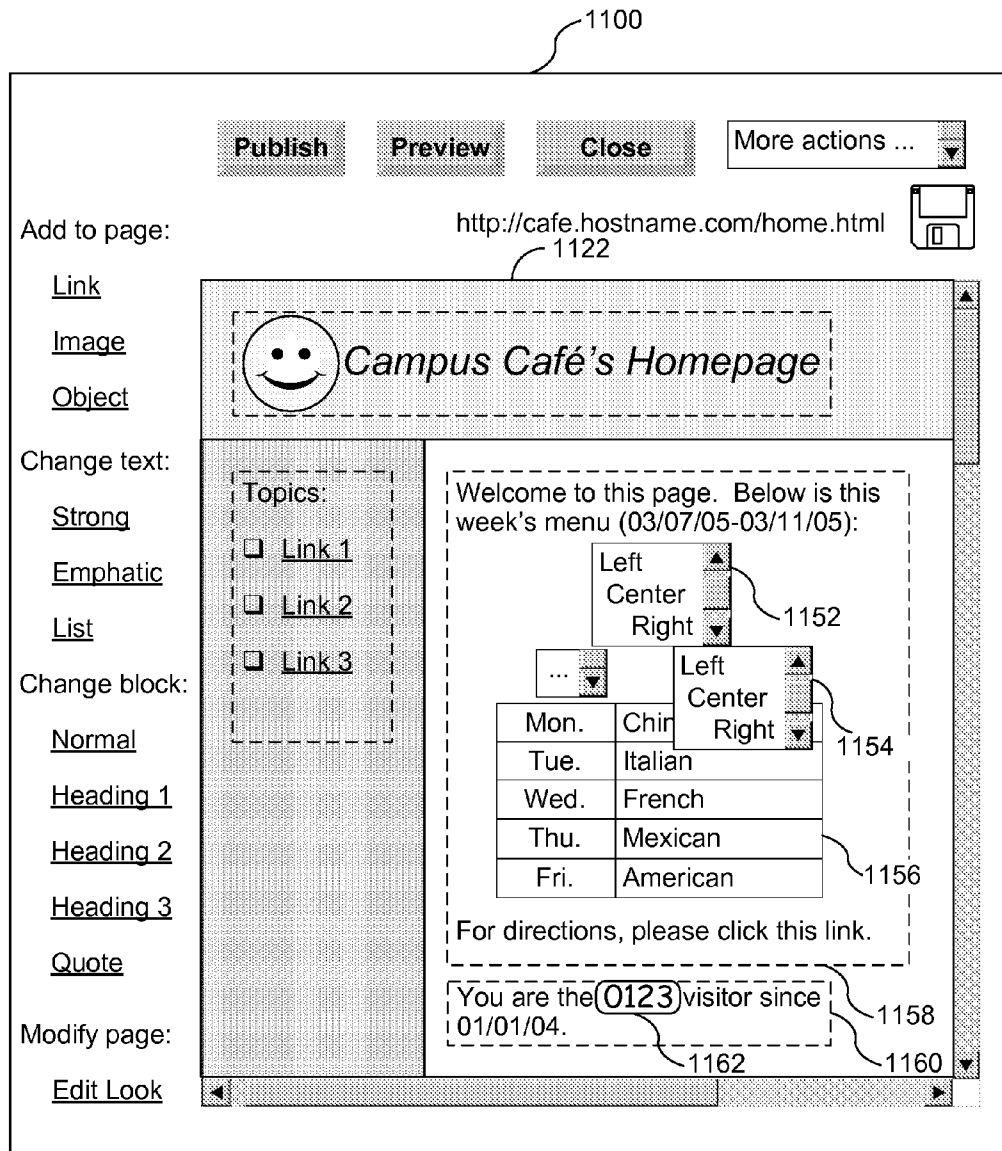 1100
Publish Preview Close More actions ...
http://cafe.hostname.com/home.html
1122
Add to page:
Link
Image
Object
Change text:
Strong
Emphatic
List
Change block:
Normal
Heading 1
Heading 2
Heading 3
Quote
Modify page:
Edit Look
Campus Café's Homepage
Topics:
Link 1
Link 2
Link 3
Welcome to this page. Below is this
week's menu (03/07/05-03/11/05):
Left
Center
Right
1152
...
Left
Center
Right
1154
Mon. Chin
Tue. Italian
Wed. French
Thu. Mexican
Fri. American
1156
For directions, please click this link.
1158
You are the 0123 visitor since
01/01/04.
1162
1160